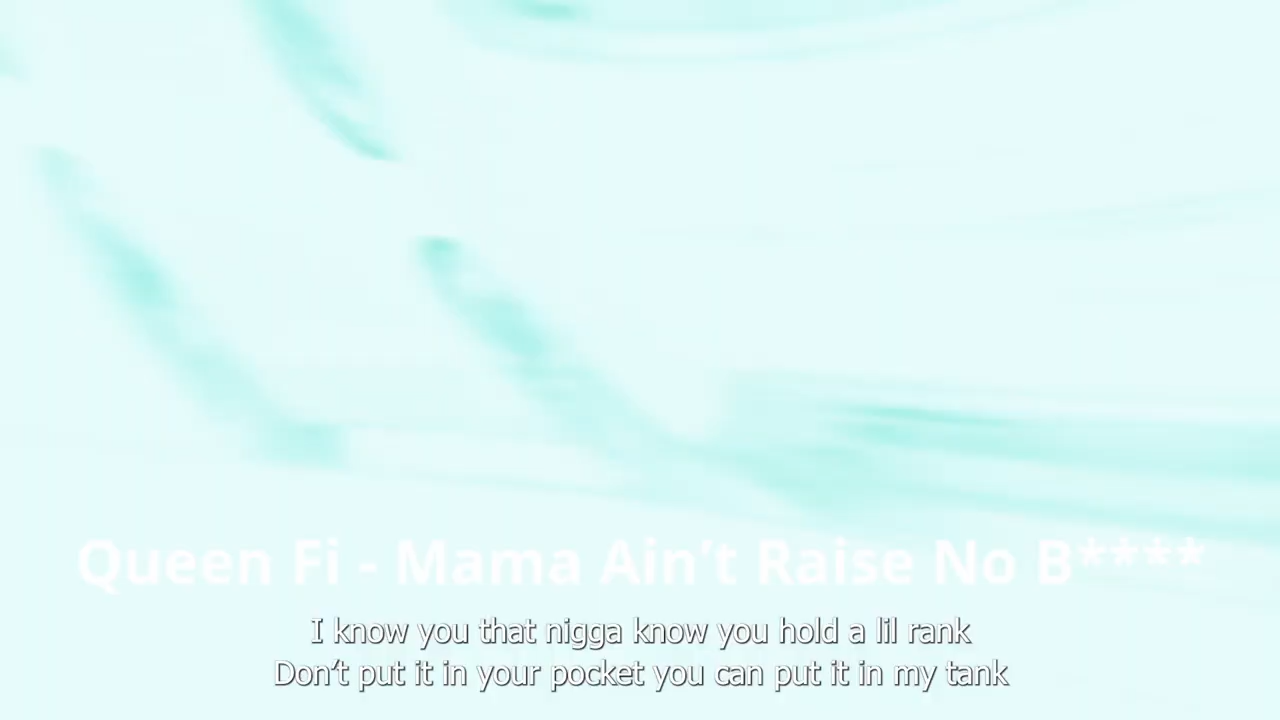 Queen Fi - Mama Ain't Raise No B****
I know you that nigga know you hold a lil rank
Don't put it in your pocket you can put it in my tank